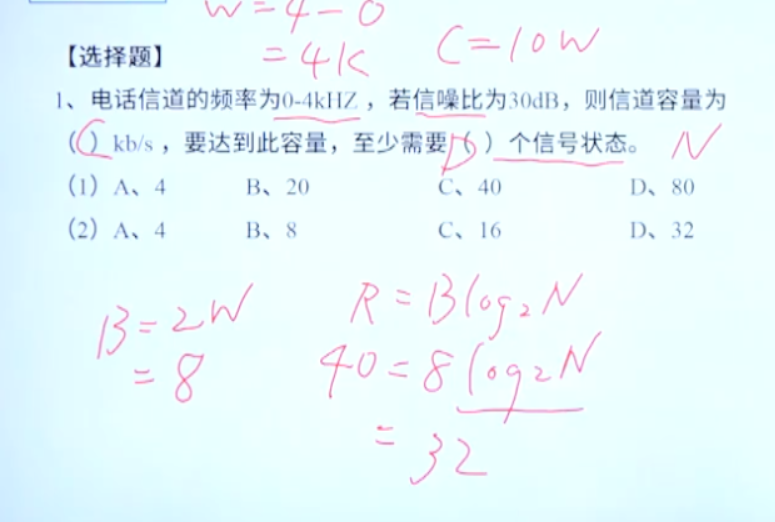 W=4-0
【选择题】
=4K
C=10W
1、电话信道的频率为0-4kHZ，若信噪比为30dB，则信道容量为
（C）kb/s，要达到此容量，至少需要（D）个信号状态。 N
（1）A、4 B、20 C、40 D、80
（2）A、4 B、8 C、16 D、32
B=2W
=8
R=Blog₂N
40=8log₂N
=32